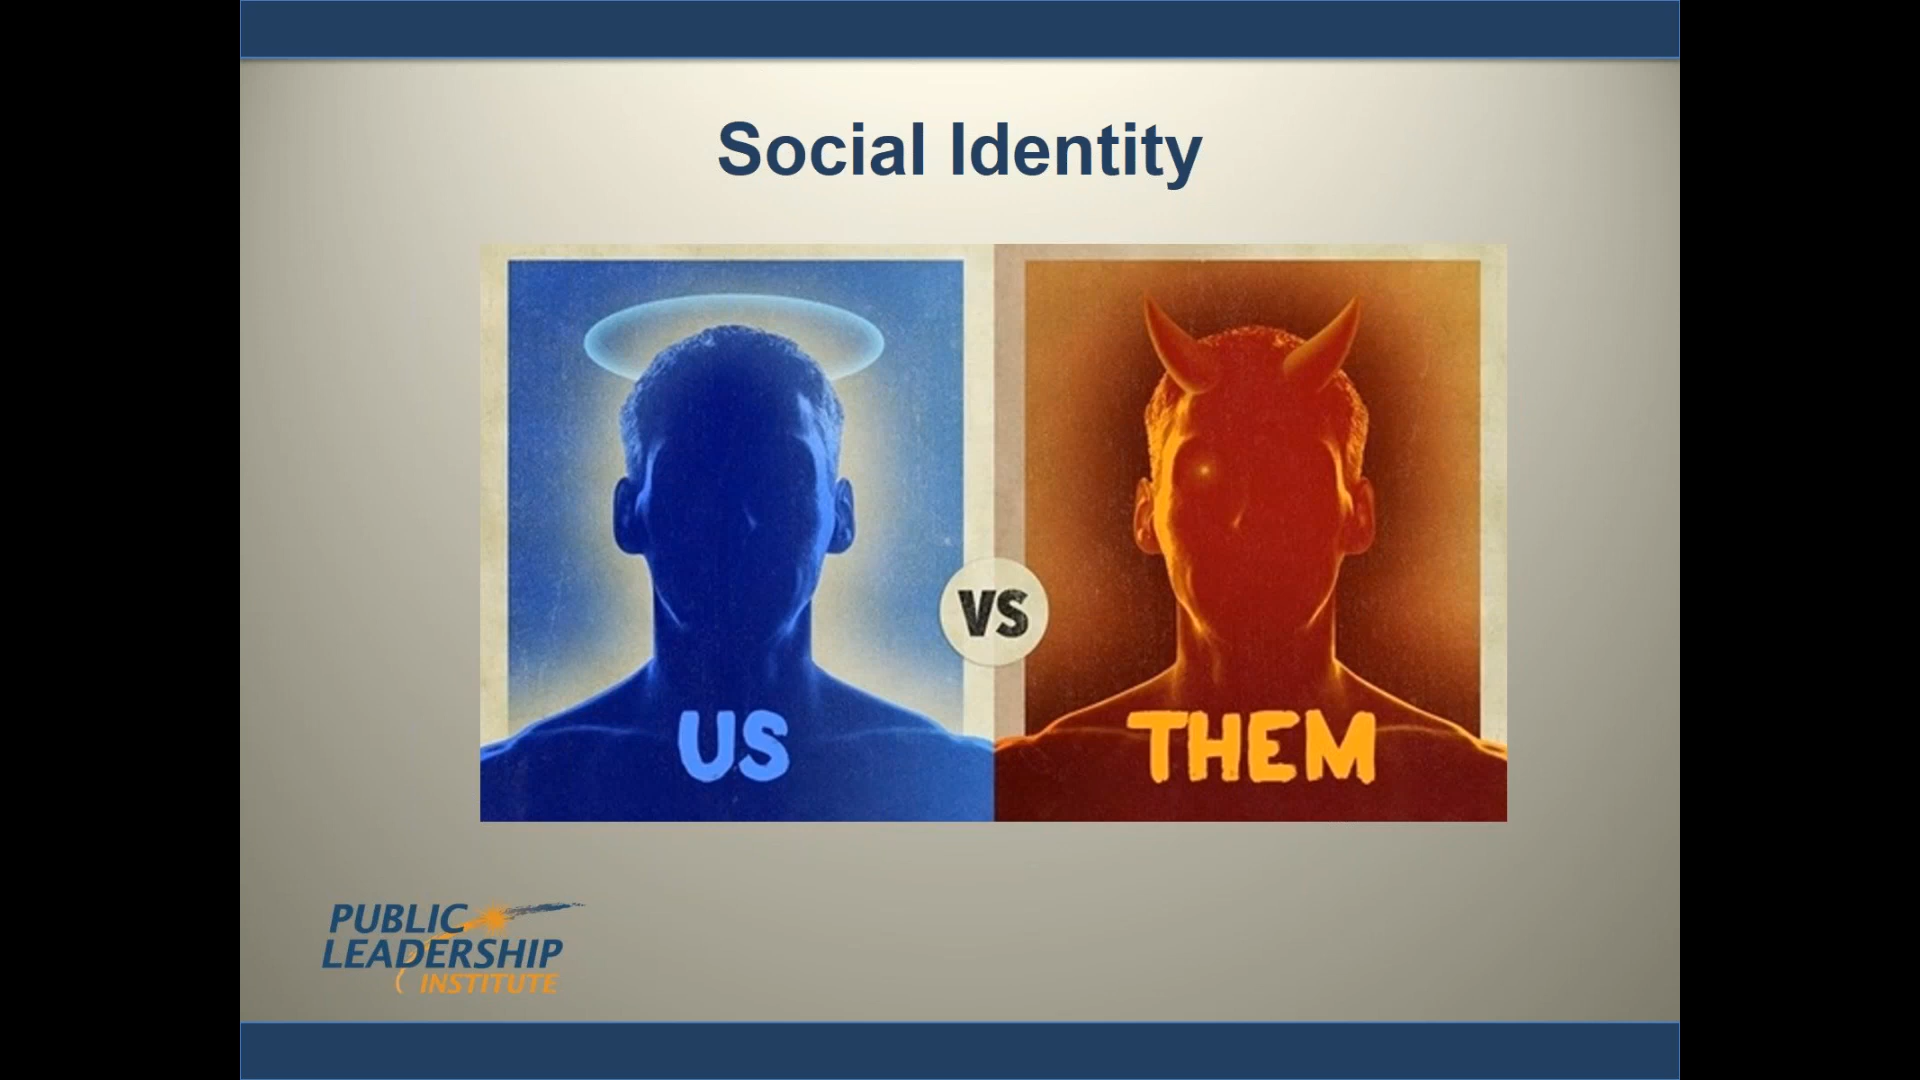 Social Identity
VS
US
THEM
PUBLIC
LEADERSHIP
INSTITUTE